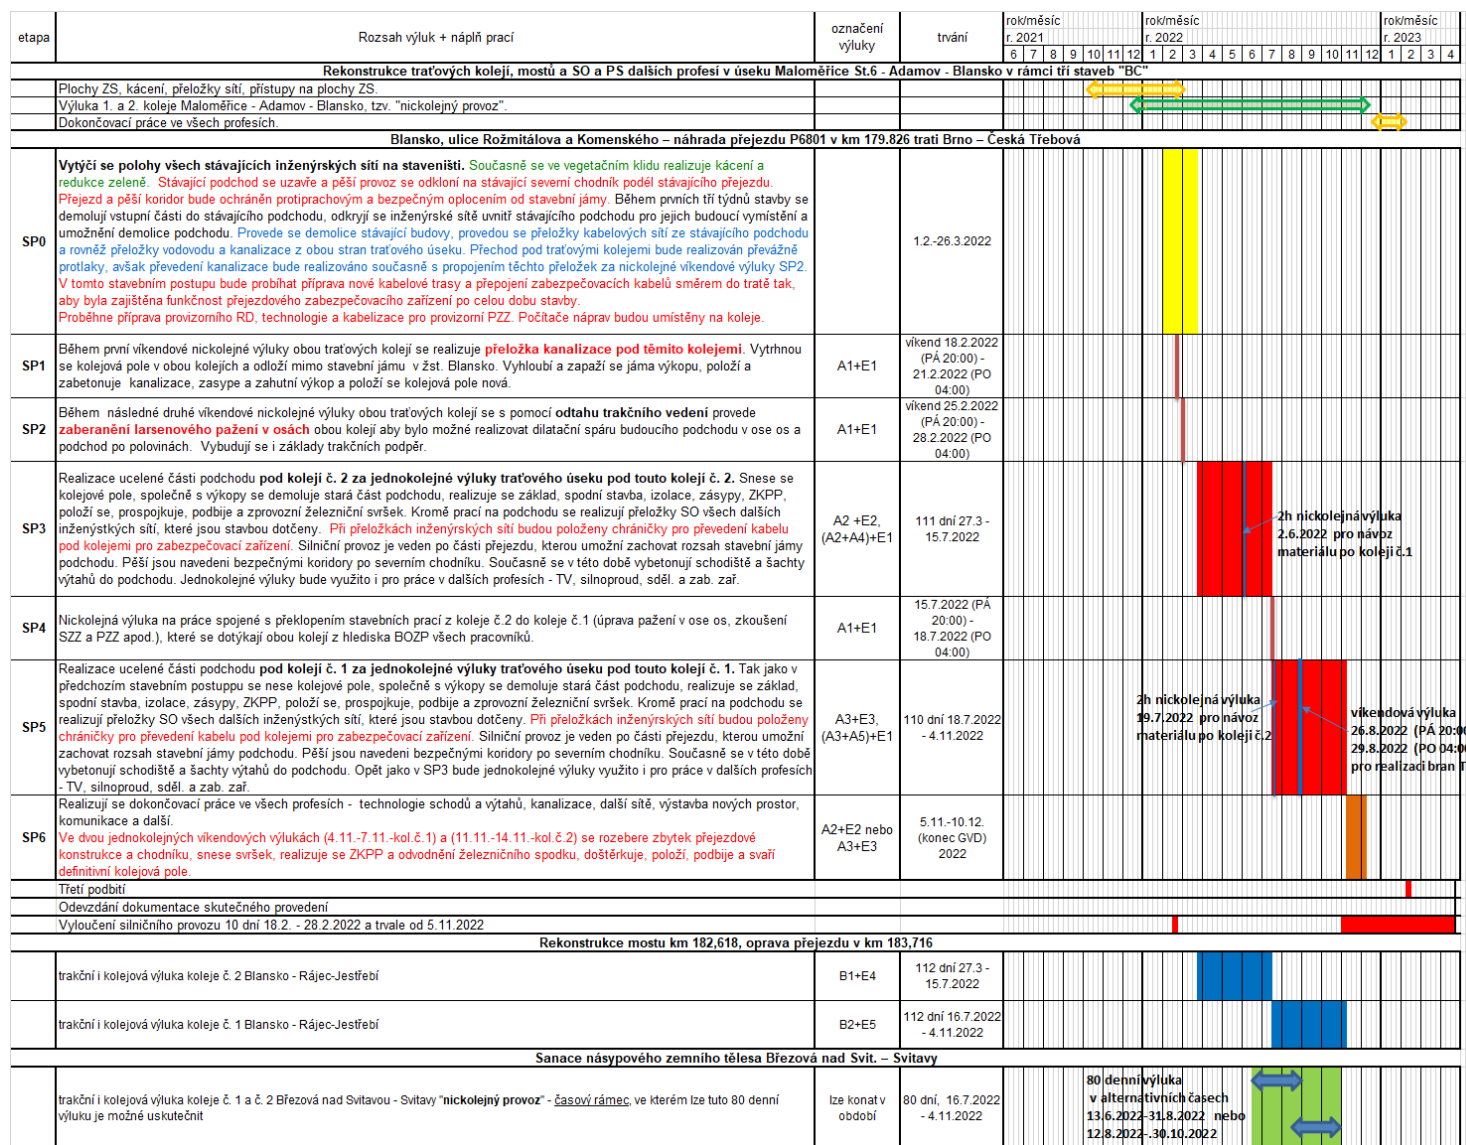 etapa
Rozsah výluk + náplň prací
označení
výluky
trvání
rok/měsíc
r. 2021
6 7 8 9 10 11 12
rok/měsíc
r. 2022
1 2 3 4 5 6 7 8 9 10 11 12
rok/měsíc
r. 2023
1 2 3 4
Rekonstrukce traťových kolejí, mostů a SO a PS dalších profesí v úseku Maloměřice St.6 - Adamov - Blansko v rámci tří staveb "BC"
Plochy ZS, kácení, přeložky sítí, přístupy na plochy ZS.
Výluka 1. a 2. koleje Maloměřice - Adamov - Blansko, tzv. "nickolejný provoz".
Dokončovací práce ve všech profesích.
Blansko, ulice Rožmitálova a Komenského – náhrada přejezdu P6801 v km 179.826 trati Brno – Česká Třebová
SP0
Vytýčí se polohy všech stávajících inženýrských sítí na staveništi. Současně se ve vegetačním klidu realizuje kácení a
redukce zeleně. Stávající podchod se uzavře a pěší provoz se odkloní na stávající severní chodník podél stávajícího přejezdu.
Přejezd a pěší koridor bude ochráněn protiprachovým a bezpečným oplocením od stavební jámy. Během prvních tří týdnů stavby se
demolují vstupní části do stávajícího podchodu, odkryjí se inženýrské sítě uvnitř stávajícího podchodu pro jejich budoucí vymístění a
umožnění demolice podchodu. Provede se demolice stávající budovy, provedou se přeložky kabelových sítí ze stávajícího podchodu
a rovněž přeložky vodovodu a kanalizace z obou stran traťového úseku. Přechod pod traťovými kolejemi bude realizován převážně
protlaky, avšak převedení kanalizace bude realizováno současně s propojením těchto přeložek za nickolejné víkendové výluky SP2.
V tomto stavebním postupu bude probíhat příprava nové kabelové trasy a přepojení zabezpečovacích kabelů směrem do tratě tak,
aby byla zajištěna funkčnost přejezdového zabezpečovacího zařízení po celou dobu stavby.
Proběhne příprava provizorního RD, technologie a kabelizace pro provizorní PZZ. Počítače náprav budou umístěny na koleje.
1.2.-26.3.2022
SP1
Během první víkendové nickolejné výluky obou traťových kolejí se realizuje přeložka kanalizace pod těmito kolejemi. Vytrhnou
se kolejová pole v obou kolejích a odloží mimo stavební jámu v žst. Blansko. Vyhloubí a zapaží se jáma výkopu, položí a
zabetonuje kanalizace, zasype a zahutní výkop a položí se kolejová pole nová.
A1+E1
víkend 18.2.2022
(PÁ 20:00) -
21.2.2022 (PO
04:00)
SP2
Během následné druhé víkendové nickolejné výluky obou traťových kolejí se s pomocí odtahu trakčního vedení provede
zaberanění larsenového pažení v osách obou kolejí aby bylo možné realizovat dilatační spáru budoucího podchodu v ose os a
podchod po polovinách. Vybudují se i základy trakčních podpěr.
A1+E1
víkend 25.2.2022
(PÁ 20:00) -
28.2.2022 (PO
04:00)
SP3
Realizace ucelené části podchodu pod kolejí č. 2 za jednokolejné výluky traťového úseku pod touto kolejí č. 2. Snese se
kolejové pole, společně s výkopy se demoluje stará část podchodu, realizuje se základ, spodní stavba, izolace, zásypy, ZKPP,
položí se, prospojkuje, podbije a zprovozní železniční svršek. Kromě prací na podchodu se realizují přeložky SO všech dalších
inženýstkých sítí, které jsou stavbou dotčeny. Při přeložkách inženýrských sítí budou položeny chráničky pro převedení kabelu
pod kolejemi pro zabezpečovací zařízení. Silniční provoz je veden po části přejezdu, kterou umožní zachovat rozsah stavební jámy
podchodu. Pěší jsou navedeni bezpečnými koridory po severním chodníku. Současně se v této době vybetonují schodiště a šachty
výtahů do podchodu. Jednokolejné výluky bude využito i pro práce v dalších profesích - TV, silnoproud, sděl. a zab. zař.
A2 +E2,
(A2+A4)+E1
111 dní 27.3 -
15.7.2022
2h nickolejná výluka
2.6.2022 pro návoz
materiálu po koleji č.1
SP4
Nickolejná výluka na práce spojené s překlopením stavebních prací z koleje č.2 do koleje č.1 (úprava pažení v ose os, zkoušení
SZZ a PZZ apod.), které se dotýkají obou kolejí z hlediska BOZP všech pracovníků.
A1+E1
15.7.2022 (PÁ
20:00) -
18.7.2022 (PO
04:00)
SP5
Realizace ucelené části podchodu pod kolejí č. 1 za jednokolejné výluky traťového úseku pod touto kolejí č. 1. Tak jako v
předchozím stavebním postuppu se nese kolejové pole, společně s výkopy se demoluje stará část podchodu, realizuje se základ,
spodní stavba, izolace, zásypy, ZKPP, položí se, prospojkuje, podbije a zprovozní železniční svršek. Kromě prací na podchodu se
realizují přeložky SO všech dalších inženýstkých sítí, které jsou stavbou dotčeny. Při přeložkách inženýrských sítí budou položeny
chráničky pro převedení kabelu pod kolejemi pro zabezpečovací zařízení. Silniční provoz je veden po části přejezdu, kterou umožní
zachovat rozsah stavební jámy podchodu. Pěší jsou navedeni bezpečnými koridory po severním chodníku. Současně se v této době
vybetonují schodiště a šachty výtahů do podchodu. Opět jako v SP3 bude jednokolejné výluky využito i pro práce v dalších profesích
- TV, silnoproud, sděl. a zab. zař.
A3+E3,
(A3+A5)+E1
110 dní 18.7.2022
- 4.11.2022
2h nickolejná výluka
19.7.2022 pro návoz
materiálu po koleji č.2
víkendová výluka
26.8.2022 (PÁ 20:00
29.8.2022 (PO 04:00
pro realizaci bran T
SP6
Realizují se dokončovací práce ve všech profesích - technologie schodů a výtahů, kanalizace, další sítě, výstavba nových prostor,
komunikace a další.
Ve dvou jednokolejných víkendových výlukách (4.11.-7.11.-kol.č.1) a (11.11.-14.11.-kol.č.2) se rozebere zbytek přejezdové
konstrukce a chodníku, snese svršek, realizuje se ZKPP a odvodnění železničního spodku, doštěrkuje, položí, podbije a svaří
definitivní kolejová pole.
A2+E2 nebo
A3+E3
5.11.-10.12.
(konec GVD)
2022
Třetí podbití
Odevzdání dokumentace skutečného provedení
Vyloučení silničního provozu 10 dní 18.2. - 28.2.2022 a trvale od 5.11.2022
Rekonstrukce mostu km 182,618, oprava přejezdu v km 183,716
trakční i kolejová výluka koleje č. 2 Blansko - Rájec-Jestřebí
B1+E4
112 dní 27.3 -
15.7.2022
trakční i kolejová výluka koleje č. 1 Blansko - Rájec-Jestřebí
B2+E5
112 dní 16.7.2022
- 4.11.2022
Sanace násypového zemního tělesa Březová nad Svit. – Svitavy
trakční i kolejová výluka koleje č. 1 a č. 2 Březová nad Svitavou - Svitavy "nickolejný provoz" - časový rámec, ve kterém lze tuto 80 denní
výluku je možné uskutečnit
lze konat v
období
80 dní, 16.7.2022
- 4.11.2022
80 denní výluka
v alternativních časech
13.6.2022-31.8.2022 nebo
12.8.2022-.30.10.2022